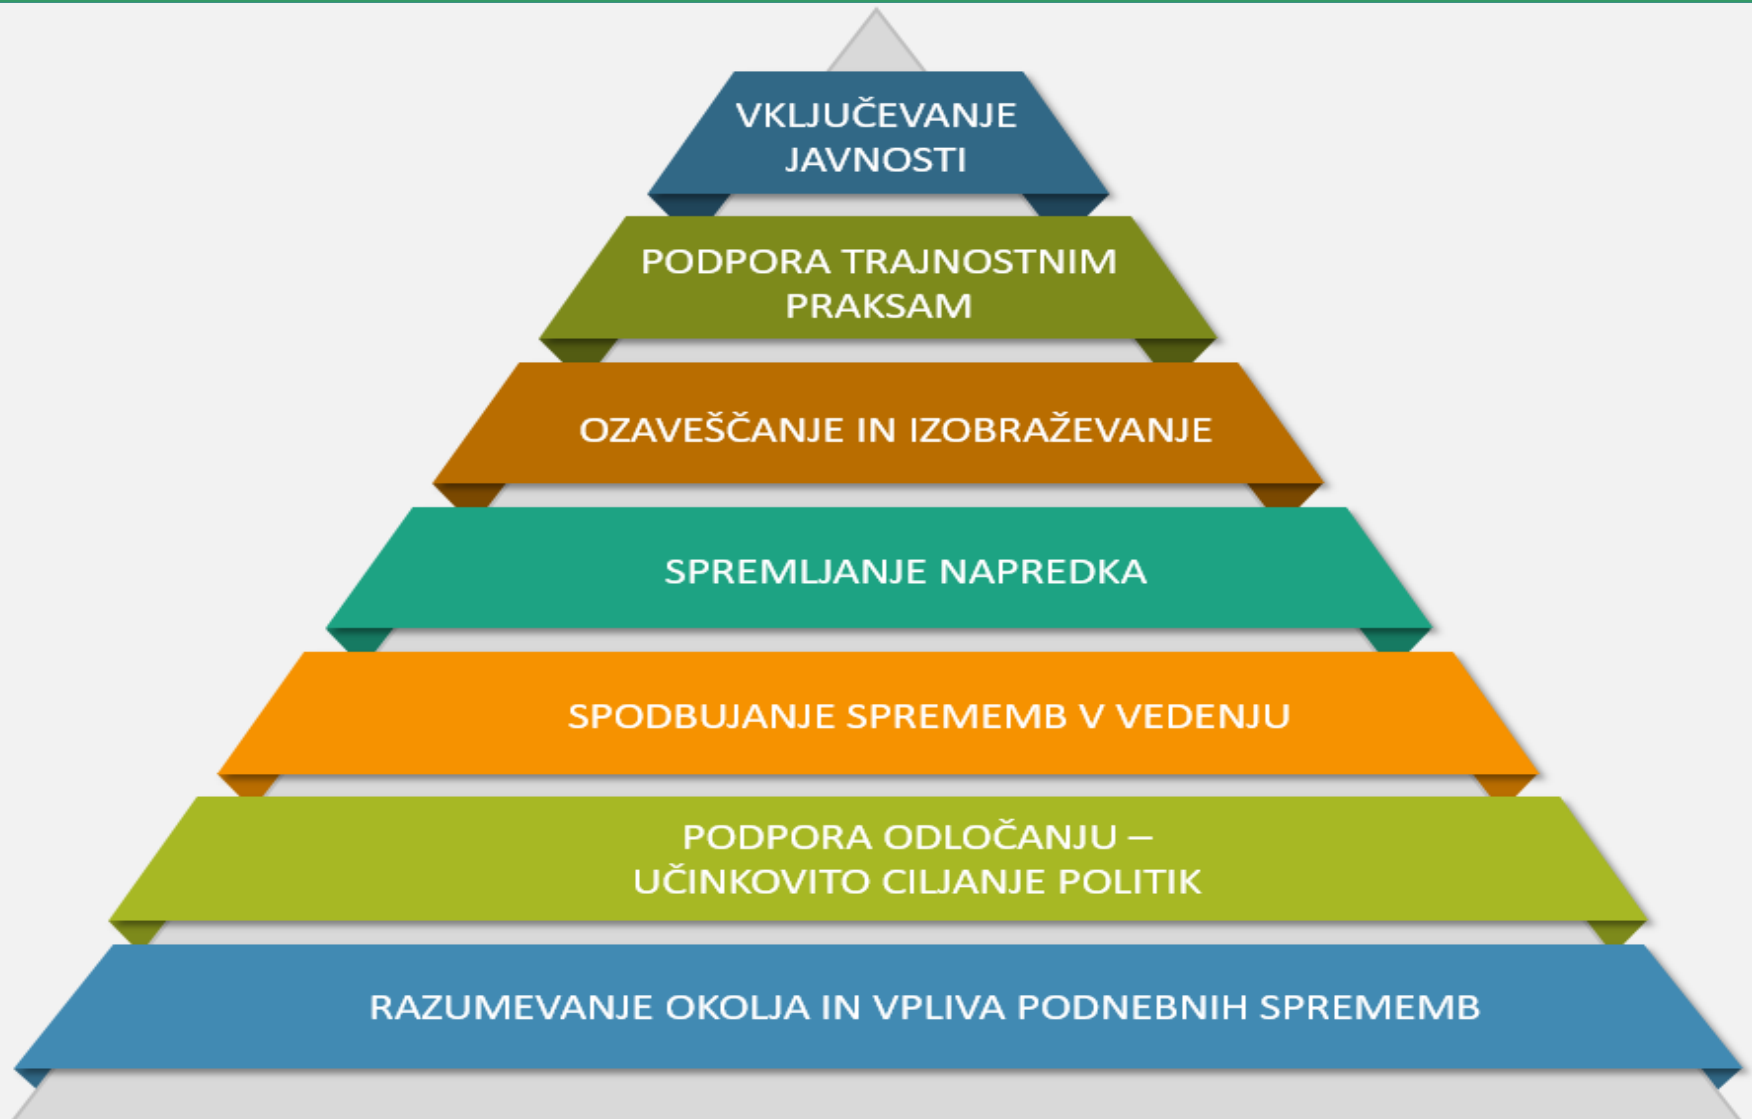 VKLJUČEVANJE
JAVNOSTI
PODPORA TRAJNOSTNIM
PRAKSAM
OZAVEŠČANJE IN IZOBRAŽEVANJE
SPREMLJANJE NAPREDKA
SPODBUJANJE SPREMEMB V VEDENJU
PODPORA ODLOČANJU –
UČINKOVITO CILJANJE POLITIK
RAZUMEVANJE OKOLJA IN VPLIVA PODNEBNIH SPREMEMB